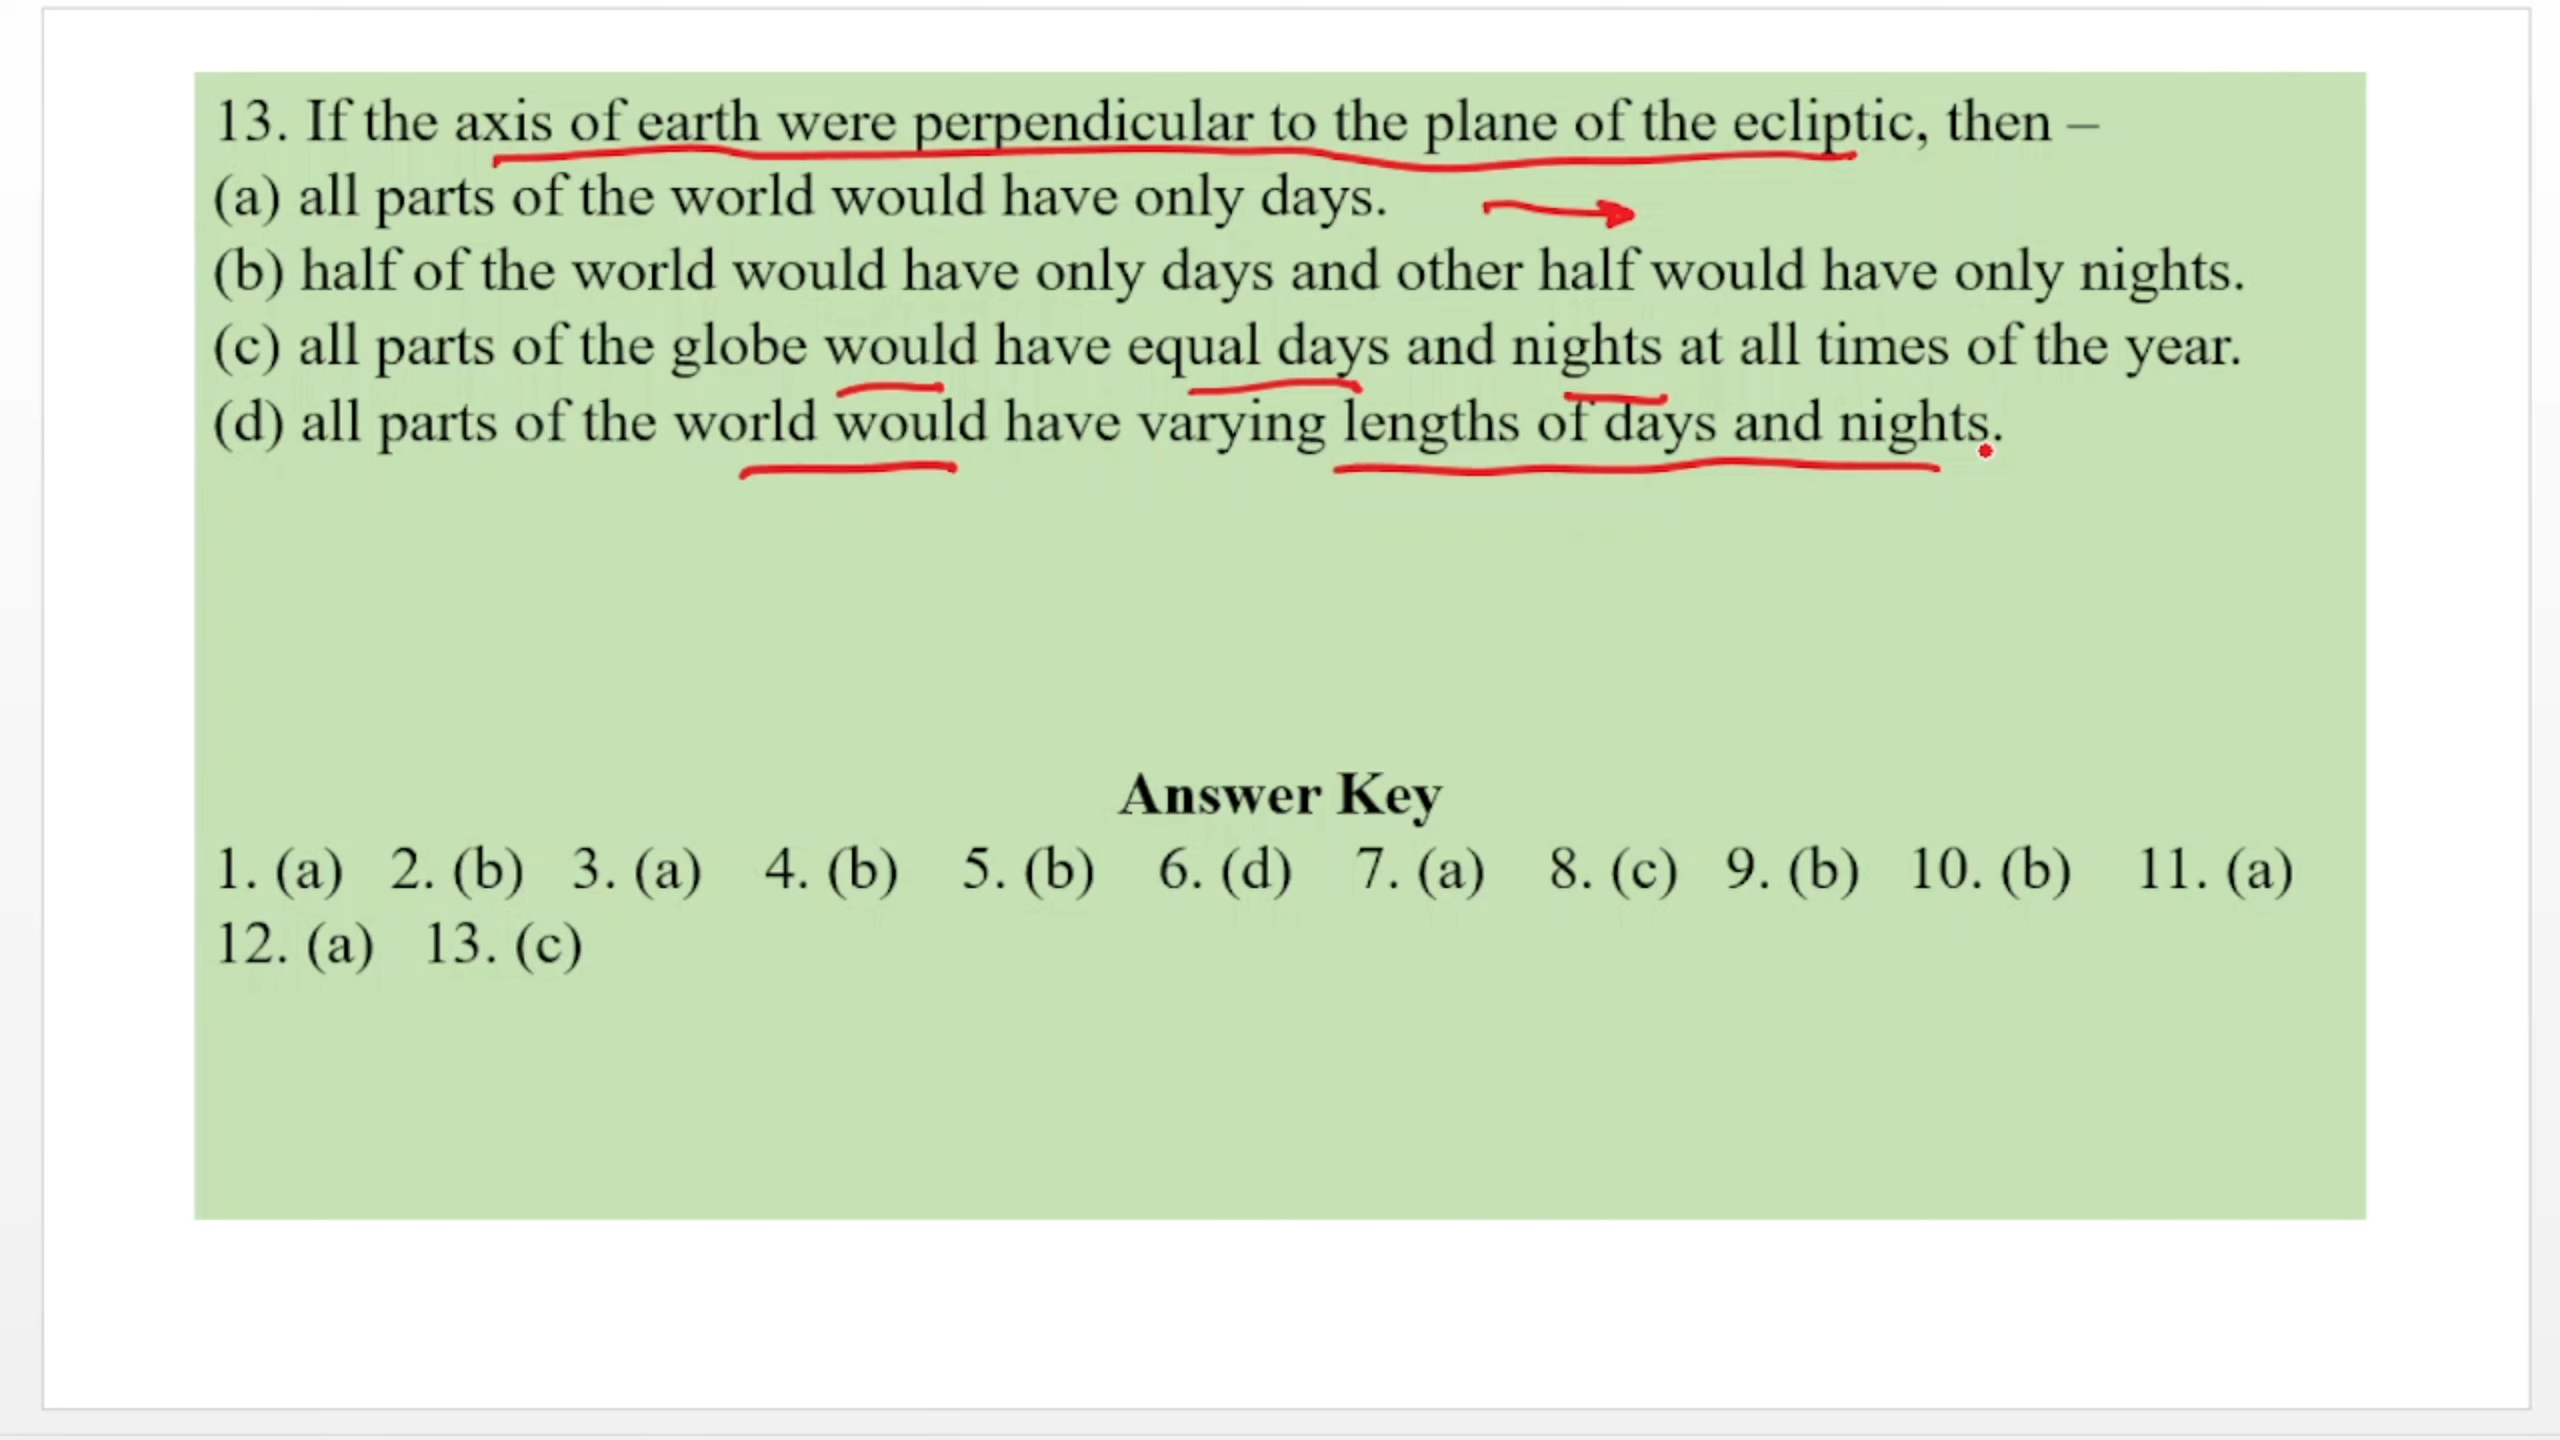 13. If the axis of earth were perpendicular to the plane of the ecliptic, then –
(a) all parts of the world would have only days.
(b) half of the world would have only days and other half would have only nights.
(c) all parts of the globe would have equal days and nights at all times of the year.
(d) all parts of the world would have varying lengths of days and nights.
Answer Key
1. (a) 2. (b) 3. (a) 4. (b) 5. (b) 6. (d) 7. (a) 8. (c) 9. (b) 10. (b) 11. (a)
12. (a) 13. (c)